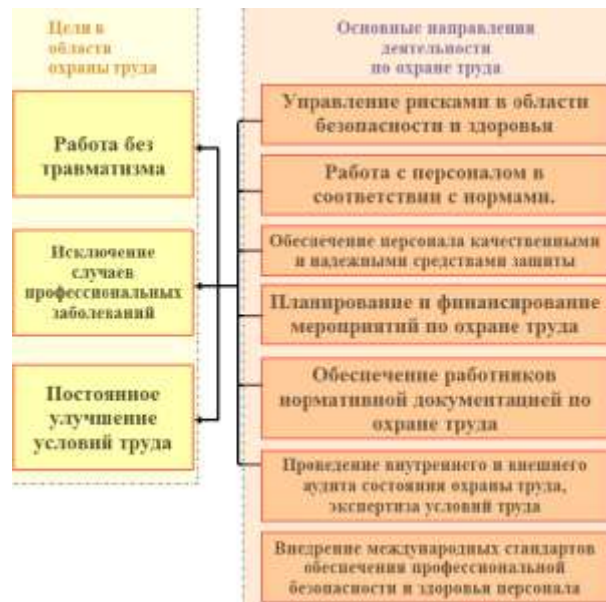 Цели в
области
охраны труда
Работа без
травматизма
Исключение
случаев
профессиональных
заболеваний
Постоянное
улучшение
условий труда
Основные направления
деятельности
по охране труда
Управление рисками в области
безопасности и здоровья
Работа с персоналом в
соответствии с нормами.
Обеспечение персонала качественными
и надежными средствами защиты
Планирование и финансирование
мероприятий по охране труда
Обеспечение работников
нормативной документацией по
охране труда
Проведение внутреннего и внешнего
аудита состояния охраны труда,
экспертиза условий труда
Внедрение международных стандартов
обеспечения профессиональной
безопасности и здоровья персонала